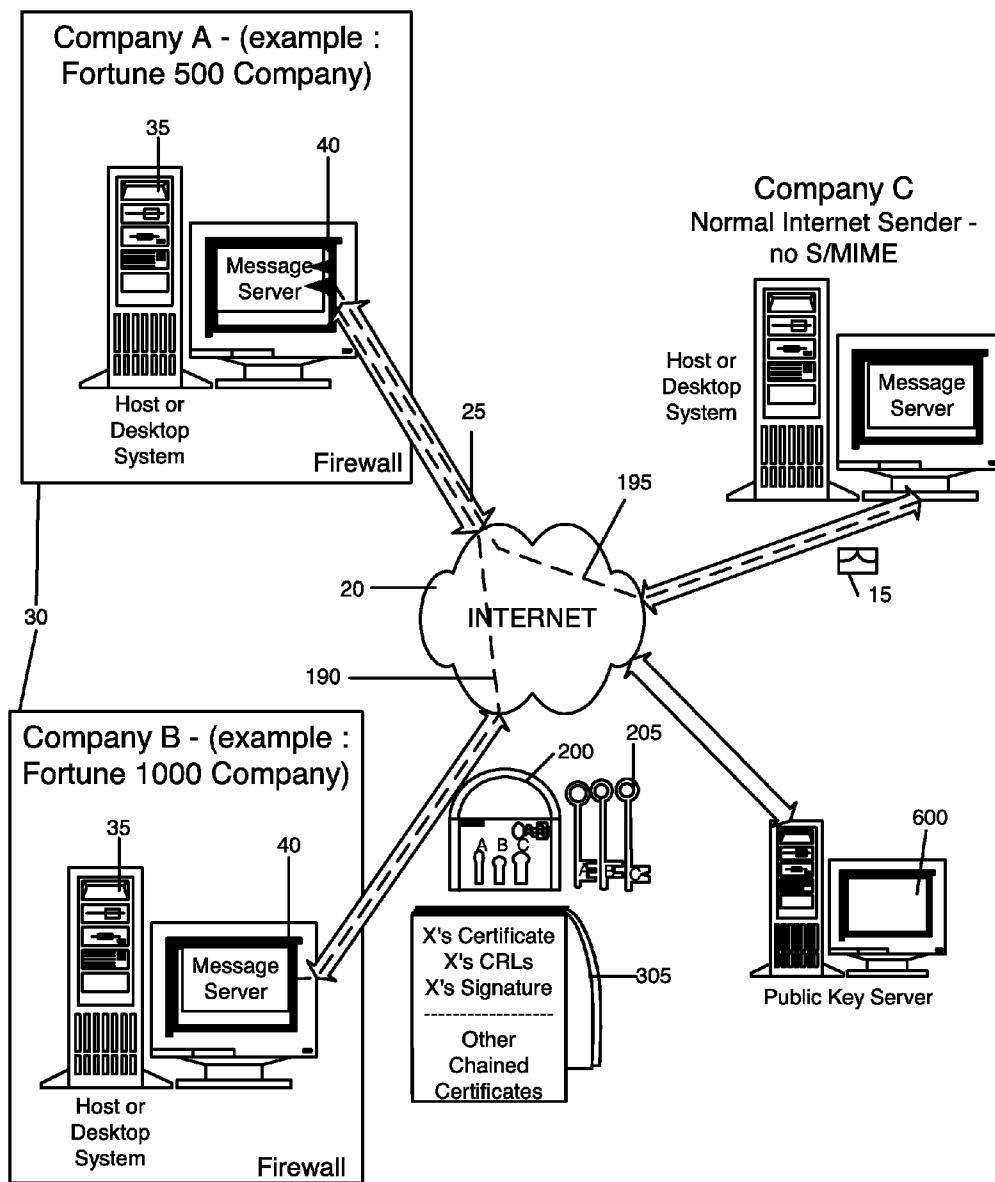 Company A - (example :
Fortune 500 Company)
35
40
Message
Server
Host or
Desktop
System
Firewall
Company C
Normal Internet Sender -
no S/MIME
Host or
Desktop
System
Message
Server
25
195
15
20
INTERNET
30
190
Company B - (example :
Fortune 1000 Company)
35
40
Message
Server
Host or
Desktop
System
Firewall
200
205
A B C
A B C
X's Certificate
X's CRLs
X's Signature
-------------------
Other
Chained
Certificates
305
600
Public Key Server